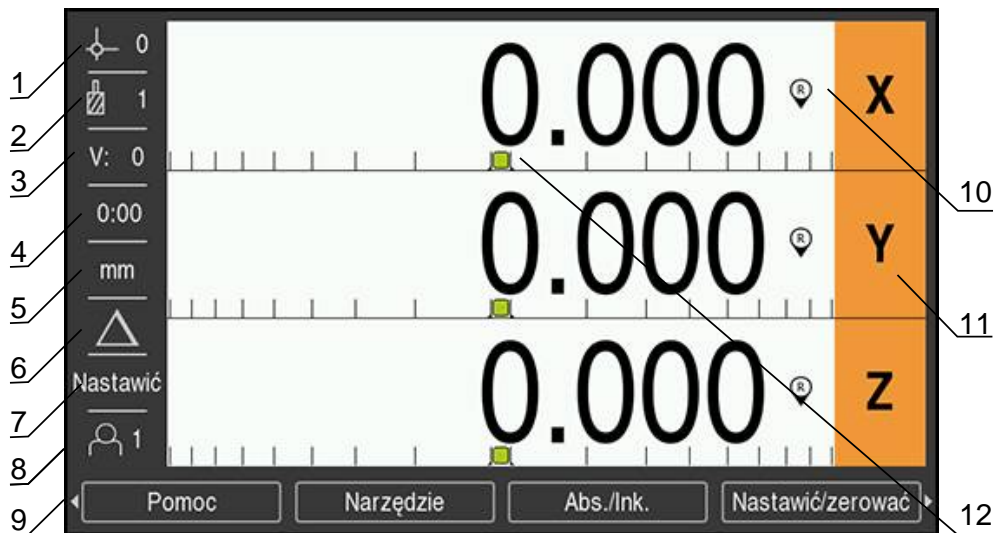 0
1
V: 0
0:00
mm
Nastawić
1
0.000 R X
0.000 R Y
0.000 R Z
Pomoc Narzędzie Abs./Ink. Nastawić/zerować
1
2
3
4
5
6
7
8
9
10
11
12